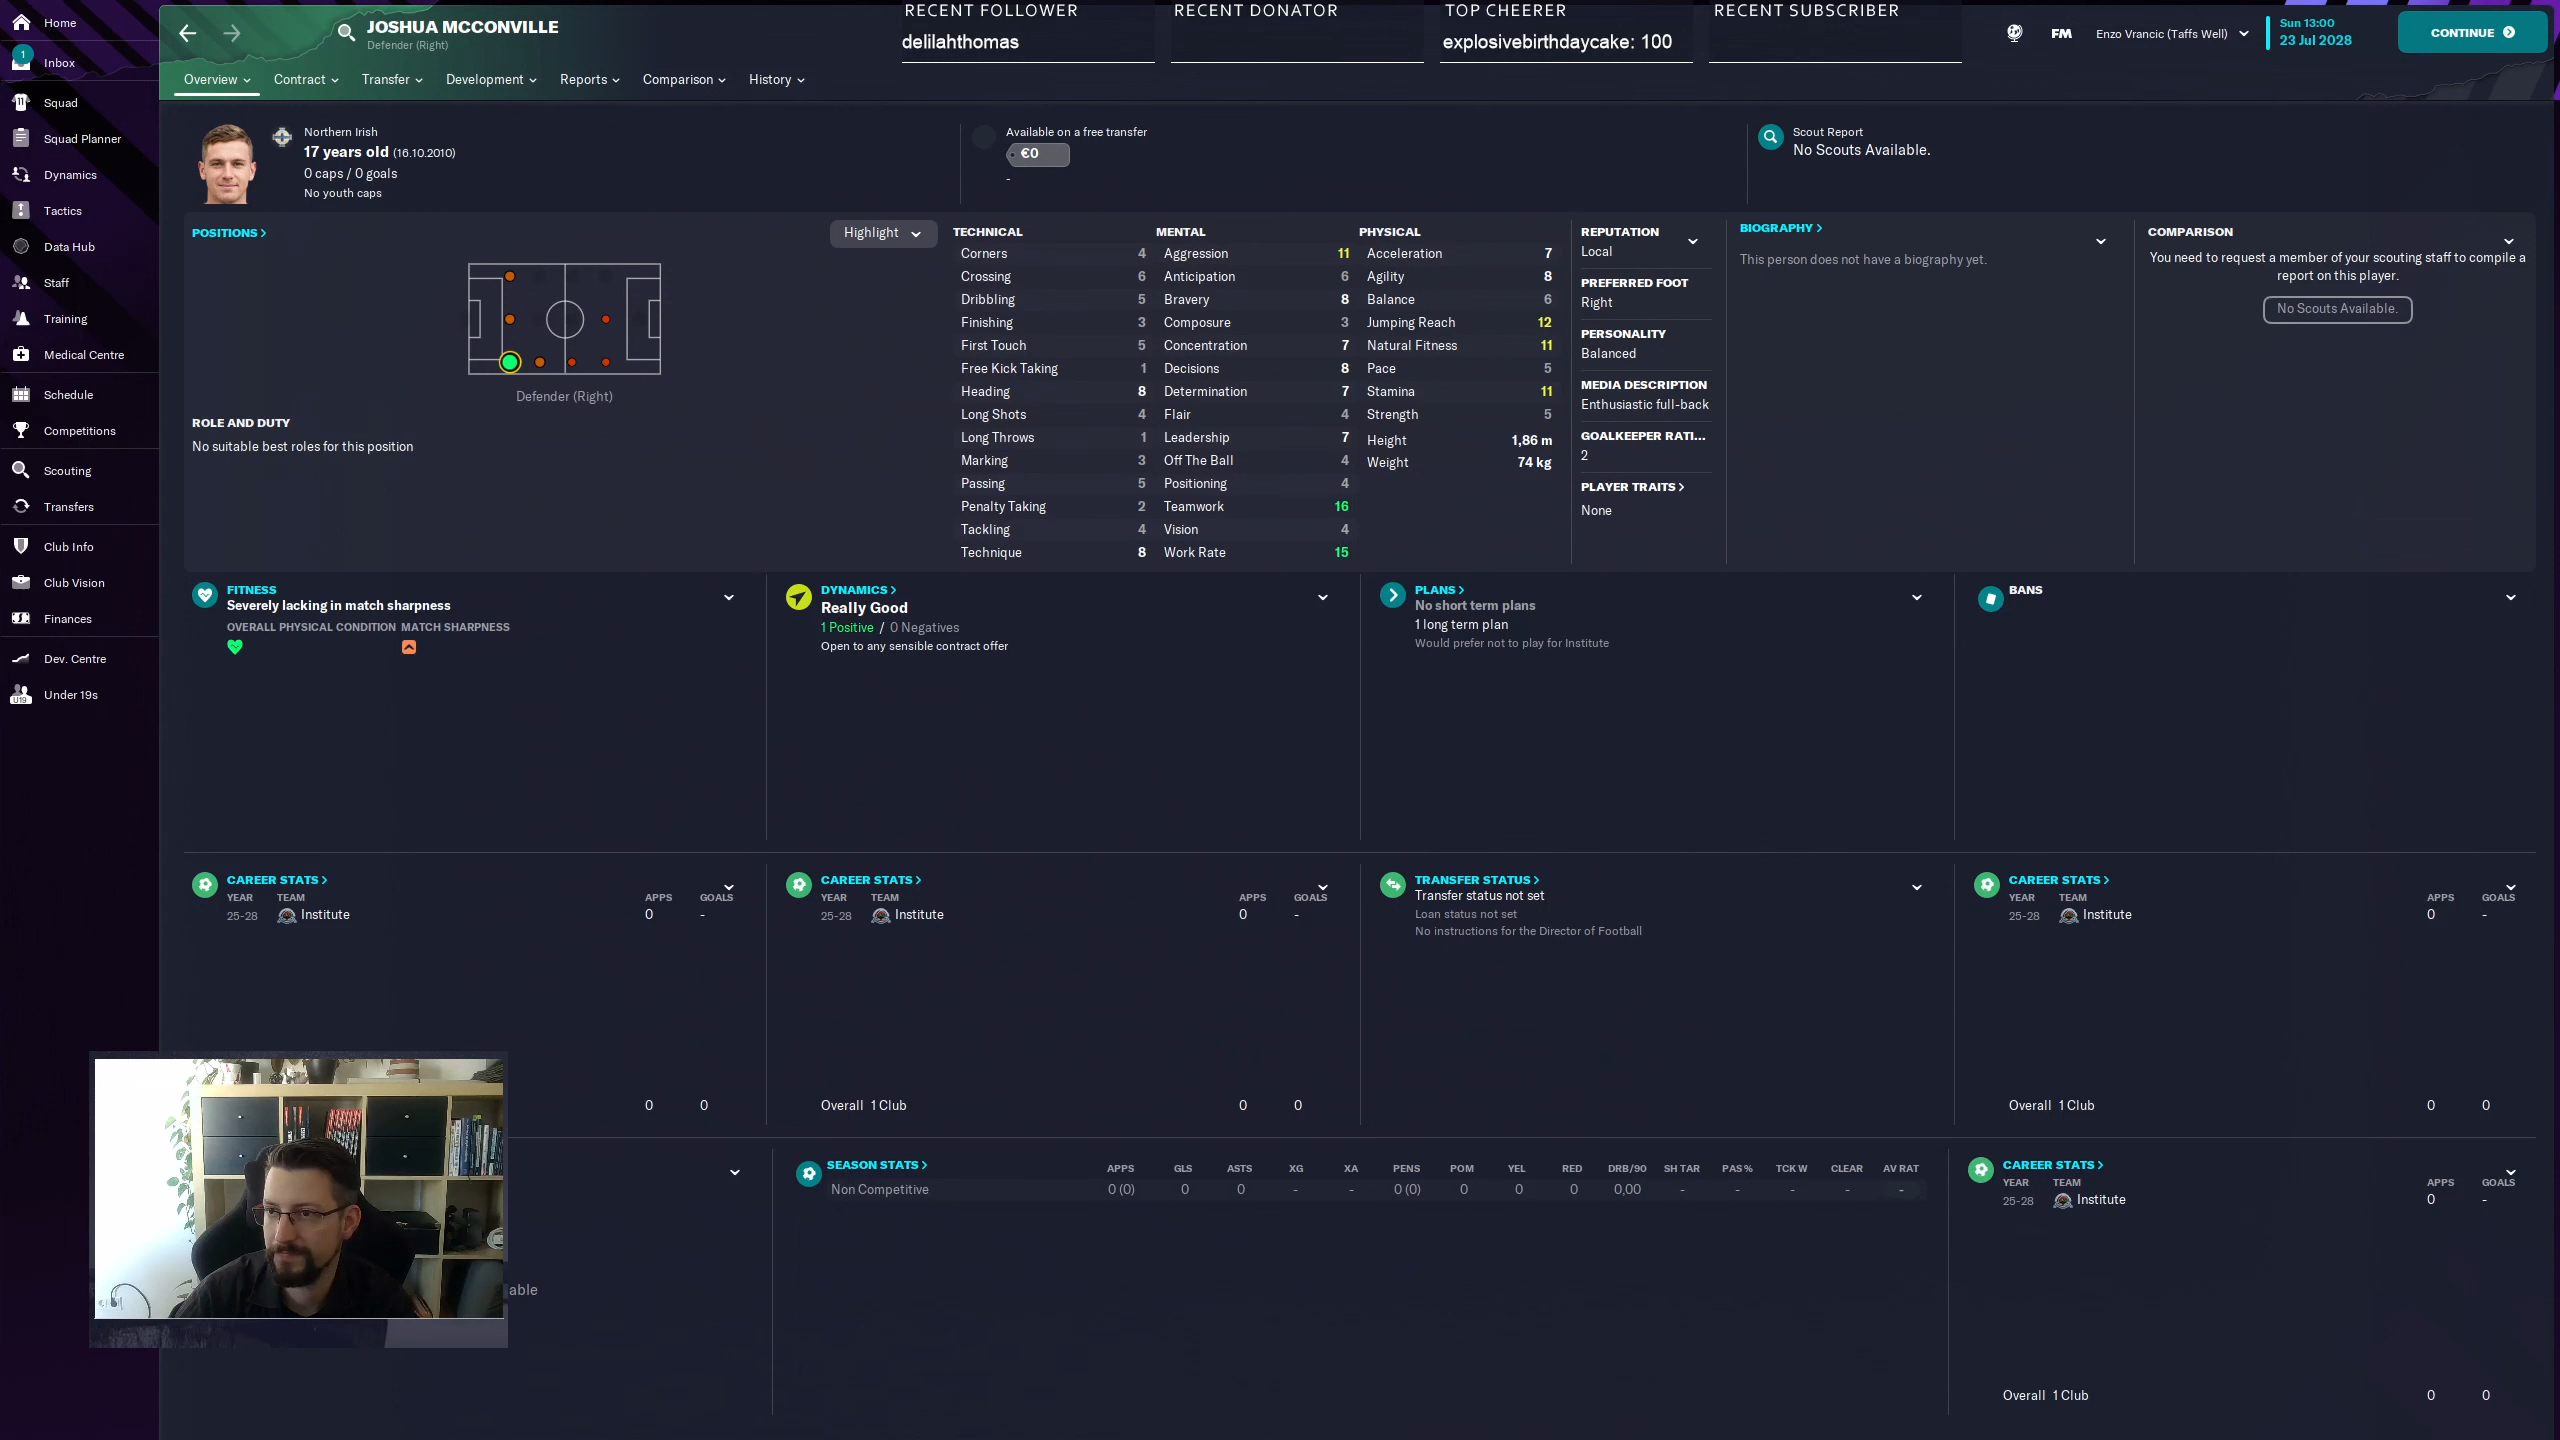 JOSHUA MCCONVILLE
Defender (Right)
RECENT FOLLOWER
delilahthomas
RECENT DONATOR
TOP CHEERER
explosivebirthdaycake: 100
RECENT SUBSCRIBER
FM
Enzo Vrancic (Taffs Well)
Sun 13:00
23 Jul 2028
CONTINUE
Overview
Contract
Transfer
Development
Reports
Comparison
History
Home
1
Inbox
Squad
Squad Planner
Dynamics
Tactics
Data Hub
Staff
Training
Medical Centre
Schedule
Competitions
Scouting
Transfers
Club Info
Club Vision
Finances
Dev. Centre
U19
Under 19s
Northern Irish
17 years old (16.10.2010)
0 caps / 0 goals
No youth caps
Available on a free transfer
€0
-
Scout Report
No Scouts Available.
POSITIONS >
Highlight
Defender (Right)
ROLE AND DUTY
No suitable best roles for this position
TECHNICAL
Corners 4
Crossing 6
Dribbling 5
Finishing 3
First Touch 5
Free Kick Taking 1
Heading 8
Long Shots 4
Long Throws 1
Marking 3
Passing 5
Penalty Taking 2
Tackling 4
Technique 8
MENTAL
Aggression 11
Anticipation 6
Bravery 8
Composure 3
Concentration 7
Decisions 8
Determination 7
Flair 4
Leadership 7
Off The Ball 4
Positioning 4
Teamwork 16
Vision 4
Work Rate 15
PHYSICAL
Acceleration 7
Agility 8
Balance 6
Jumping Reach 12
Natural Fitness 11
Pace 5
Stamina 11
Strength 5
Height 1,86 m
Weight 74 kg
REPUTATION
Local
PREFERRED FOOT
Right
PERSONALITY
Balanced
MEDIA DESCRIPTION
Enthusiastic full-back
GOALKEEPER RATI...
2
PLAYER TRAITS >
None
BIOGRAPHY >
This person does not have a biography yet.
COMPARISON
You need to request a member of your scouting staff to compile a
report on this player.
No Scouts Available.
FITNESS
Severely lacking in match sharpness
OVERALL PHYSICAL CONDITION MATCH SHARPNESS
DYNAMICS >
Really Good
1 Positive / 0 Negatives
Open to any sensible contract offer
PLANS >
No short term plans
1 long term plan
Would prefer not to play for Institute
BANS
CAREER STATS >
YEAR TEAM APPS GOALS
25-28 Institute 0 -
0 0
CAREER STATS >
YEAR TEAM APPS GOALS
25-28 Institute 0 -
Overall 1 Club 0 0
TRANSFER STATUS >
Transfer status not set
Loan status not set
No instructions for the Director of Football
CAREER STATS >
YEAR TEAM APPS GOALS
25-28 Institute 0 -
Overall 1 Club 0 0
able
SEASON STATS > APPS GLS ASTS XG XA PENS POM YEL RED DRB/90 SH TAR PAS % TCK W CLEAR AV RAT
Non Competitive 0 (0) 0 0 - - 0 (0) 0 0 0 0,00 - - - - -
CAREER STATS >
YEAR TEAM APPS GOALS
25-28 Institute 0 -
Overall 1 Club 0 0